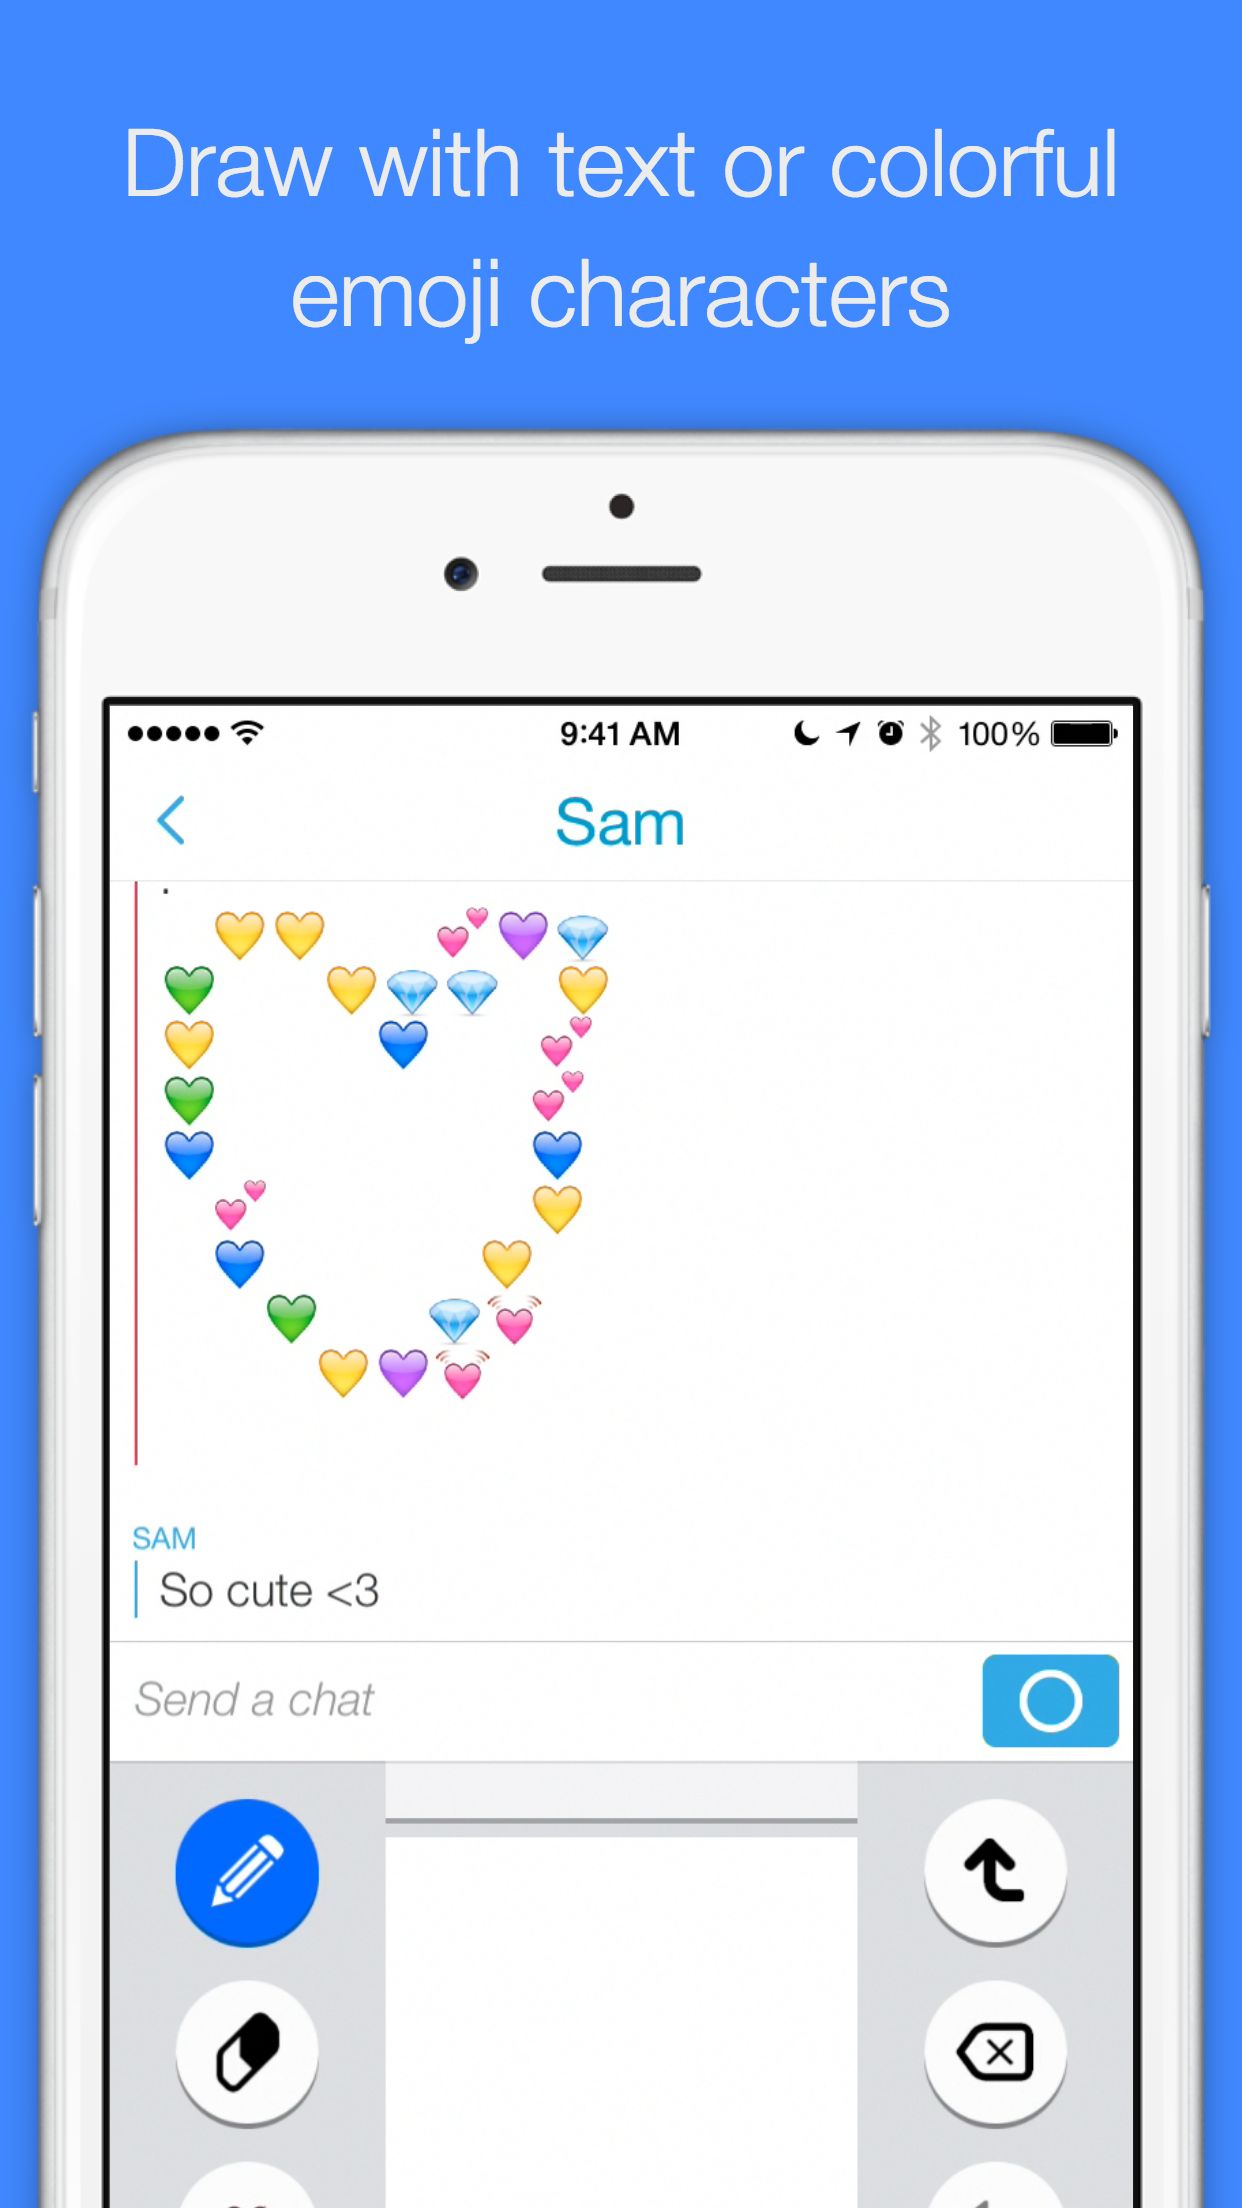 Draw with text or colorful
emoji characters
9:41 AM
100%
Sam
.
SAM
So cute <3
Send a chat